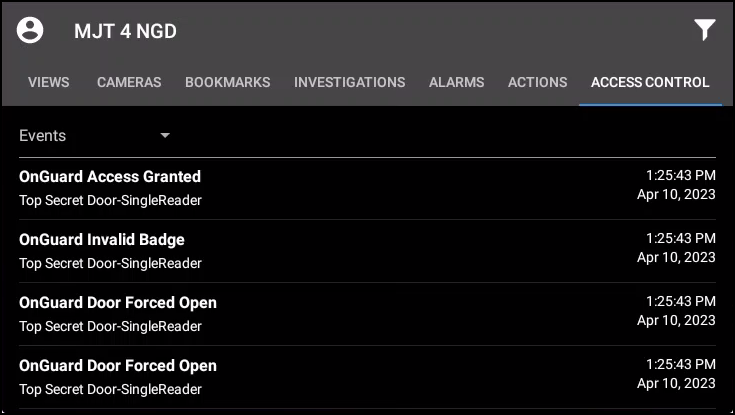 MJT 4 NGD
VIEWS CAMERAS BOOKMARKS INVESTIGATIONS ALARMS ACTIONS ACCESS CONTROL
Events
OnGuard Access Granted 1:25:43 PM
Top Secret Door-SingleReader Apr 10, 2023
OnGuard Invalid Badge 1:25:43 PM
Top Secret Door-SingleReader Apr 10, 2023
OnGuard Door Forced Open 1:25:43 PM
Top Secret Door-SingleReader Apr 10, 2023
OnGuard Door Forced Open 1:25:43 PM
Top Secret Door-SingleReader Apr 10, 2023